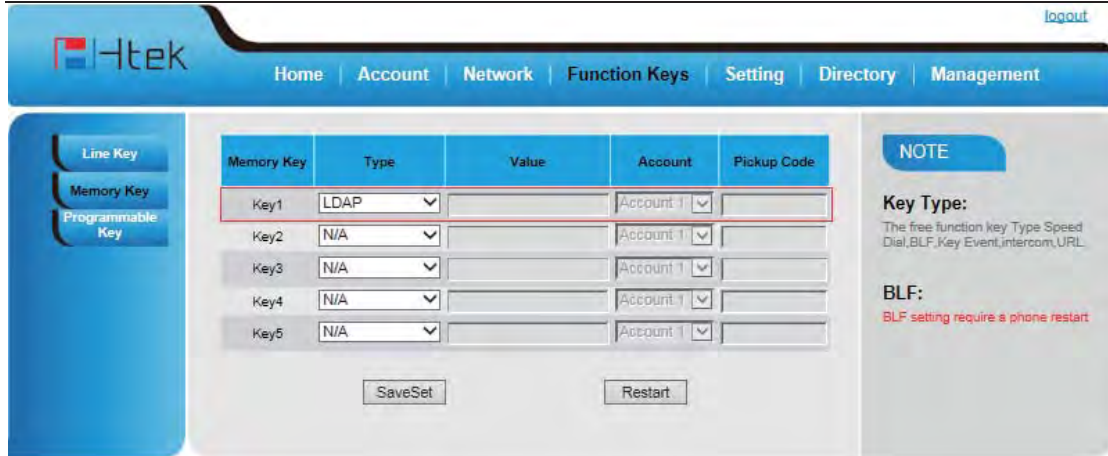 logout
Htek
Home | Account | Network | Function Keys | Setting | Directory | Management
Line Key
Memory Key
Programmable
Key
Memory Key Type Value Account Pickup Code
Key1 LDAP Account 1
Key2 N/A Account 1
Key3 N/A Account 1
Key4 N/A Account 1
Key5 N/A Account 1
SaveSet Restart
NOTE
Key Type:
The free function key Type Speed
Dial,BLF,Key Event,intercom,URL.
BLF:
BLF setting require a phone restart